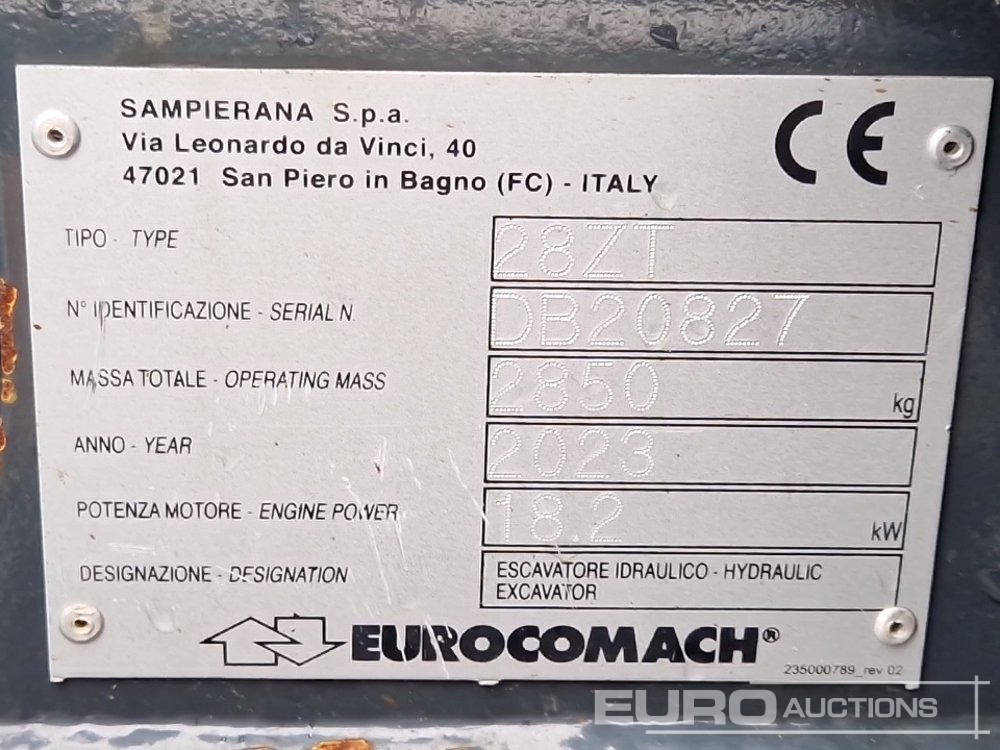 SAMPIERANA S.p.a.
Via Leonardo da Vinci, 40
47021 San Piero in Bagno (FC) - ITALY
CE
TIPO - TYPE 28ZT
N° IDENTIFICAZIONE - SERIAL N. DB20827
MASSA TOTALE - OPERATING MASS 2850 kg
ANNO - YEAR 2023
POTENZA MOTORE - ENGINE POWER 18.2 kW
DESIGNAZIONE - DESIGNATION ESCAVATORE IDRAULICO - HYDRAULIC
EXCAVATOR
EUROCOMACH®
235000789_rev 02
EURO AUCTIONS